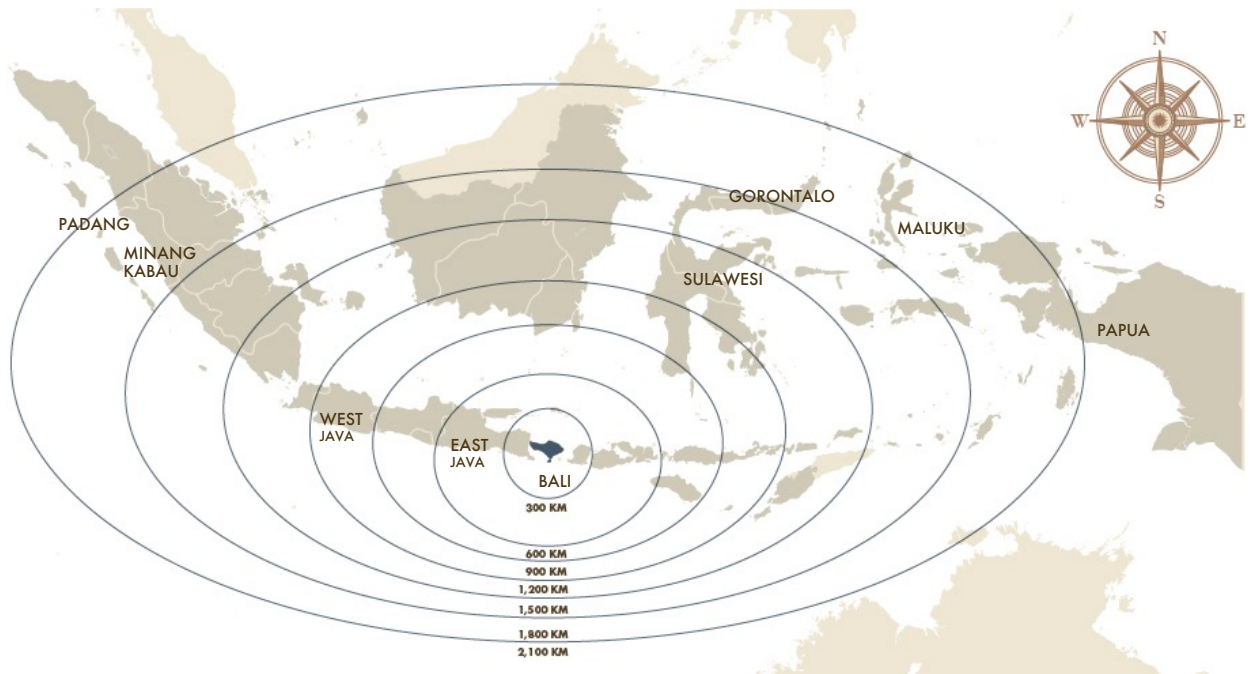 N
W
E
S
GORONTALO
PADANG
MALUKU
MINANG
KABAU
SULAWESI
PAPUA
WEST
JAVA
EAST
JAVA
BALI
300 KM
600 KM
900 KM
1,200 KM
1,500 KM
1,800 KM
2,100 KM